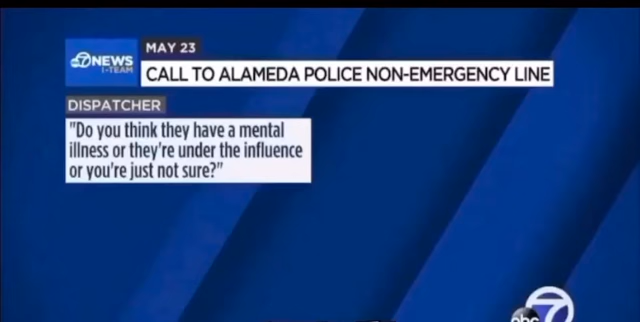 7NEWS
I-TEAM
MAY 23
CALL TO ALAMEDA POLICE NON-EMERGENCY LINE
DISPATCHER
"Do you think they have a mental
illness or they're under the influence
or you're just not sure?"
abc 7